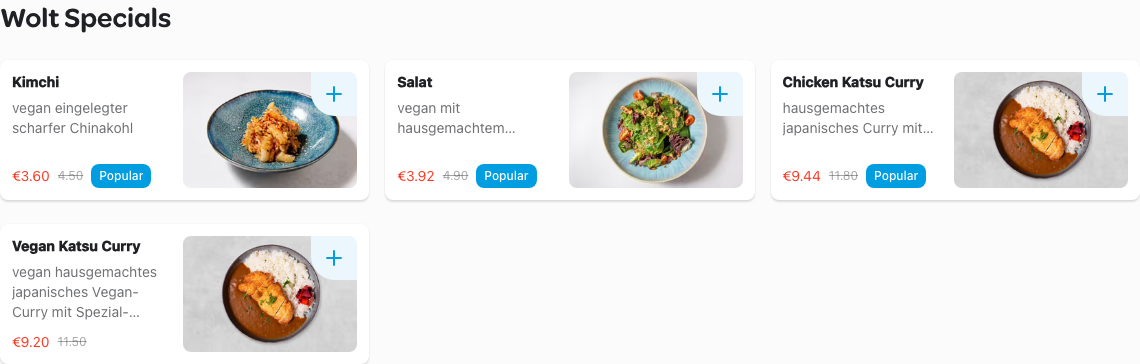 Wolt Specials
Kimchi
vegan eingelegter
scharfer Chinakohl
€3.60 4.50 Popular
Salat
vegan mit
hausgemachtem...
€3.92 4.90 Popular
Chicken Katsu Curry
hausgemachtes
japanisches Curry mit...
€9.44 11.80 Popular
Vegan Katsu Curry
vegan hausgemachtes
japanisches Vegan-
Curry mit Spezial-...
€9.20 11.50